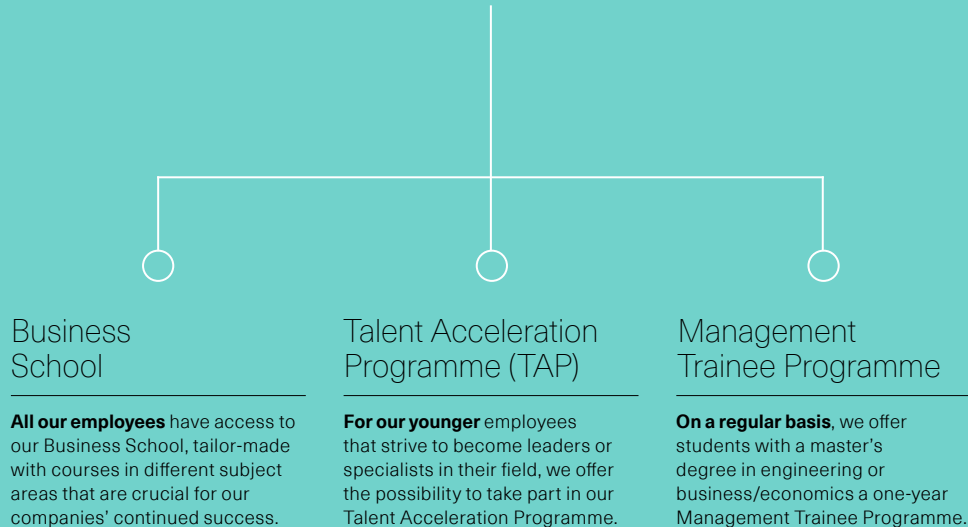 Business
School
All our employees have access to
our Business School, tailor-made
with courses in different subject
areas that are crucial for our
companies’ continued success.
Talent Acceleration
Programme (TAP)
For our younger employees
that strive to become leaders or
specialists in their field, we offer
the possibility to take part in our
Talent Acceleration Programme.
Management
Trainee Programme
On a regular basis, we offer
students with a master’s
degree in engineering or
business/economics a one-year
Management Trainee Programme.